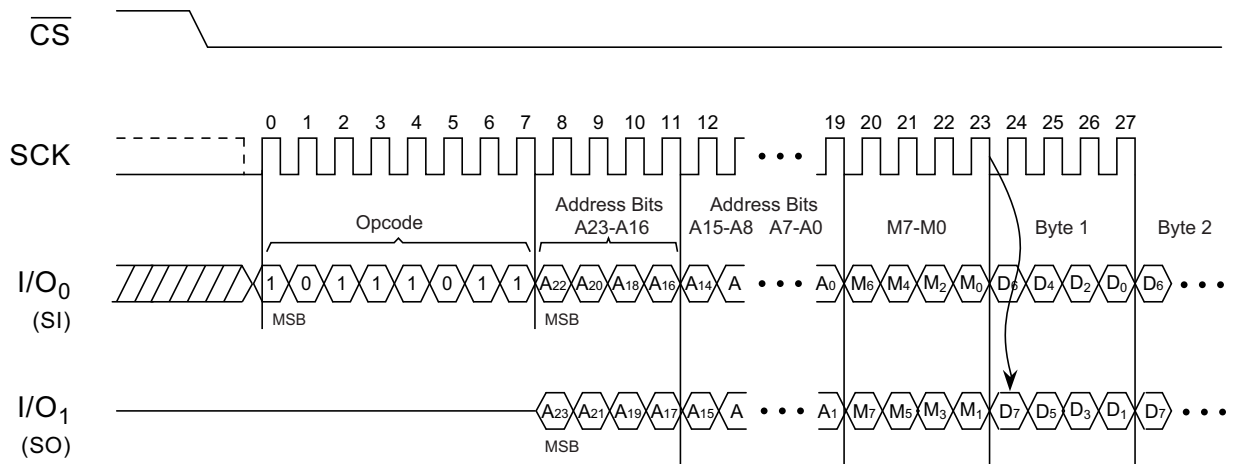 CS
SCK
0 1 2 3 4 5 6 7 8 9 10 11 12 19 20 21 22 23 24 25 26 27
Opcode
Address Bits
A23-A16
Address Bits
A15-A8 A7-A0
M7-M0
Byte 1
Byte 2
I/O0
(SI)
1 0 1 1 1 0 1 1 A22 A20 A18 A16 A14 A A0 M6 M4 M2 M0 D6 D4 D2 D0 D6
MSB
MSB
I/O1
(SO)
A23 A21 A19 A17 A15 A A1 M7 M5 M3 M1 D7 D5 D3 D1 D7
MSB